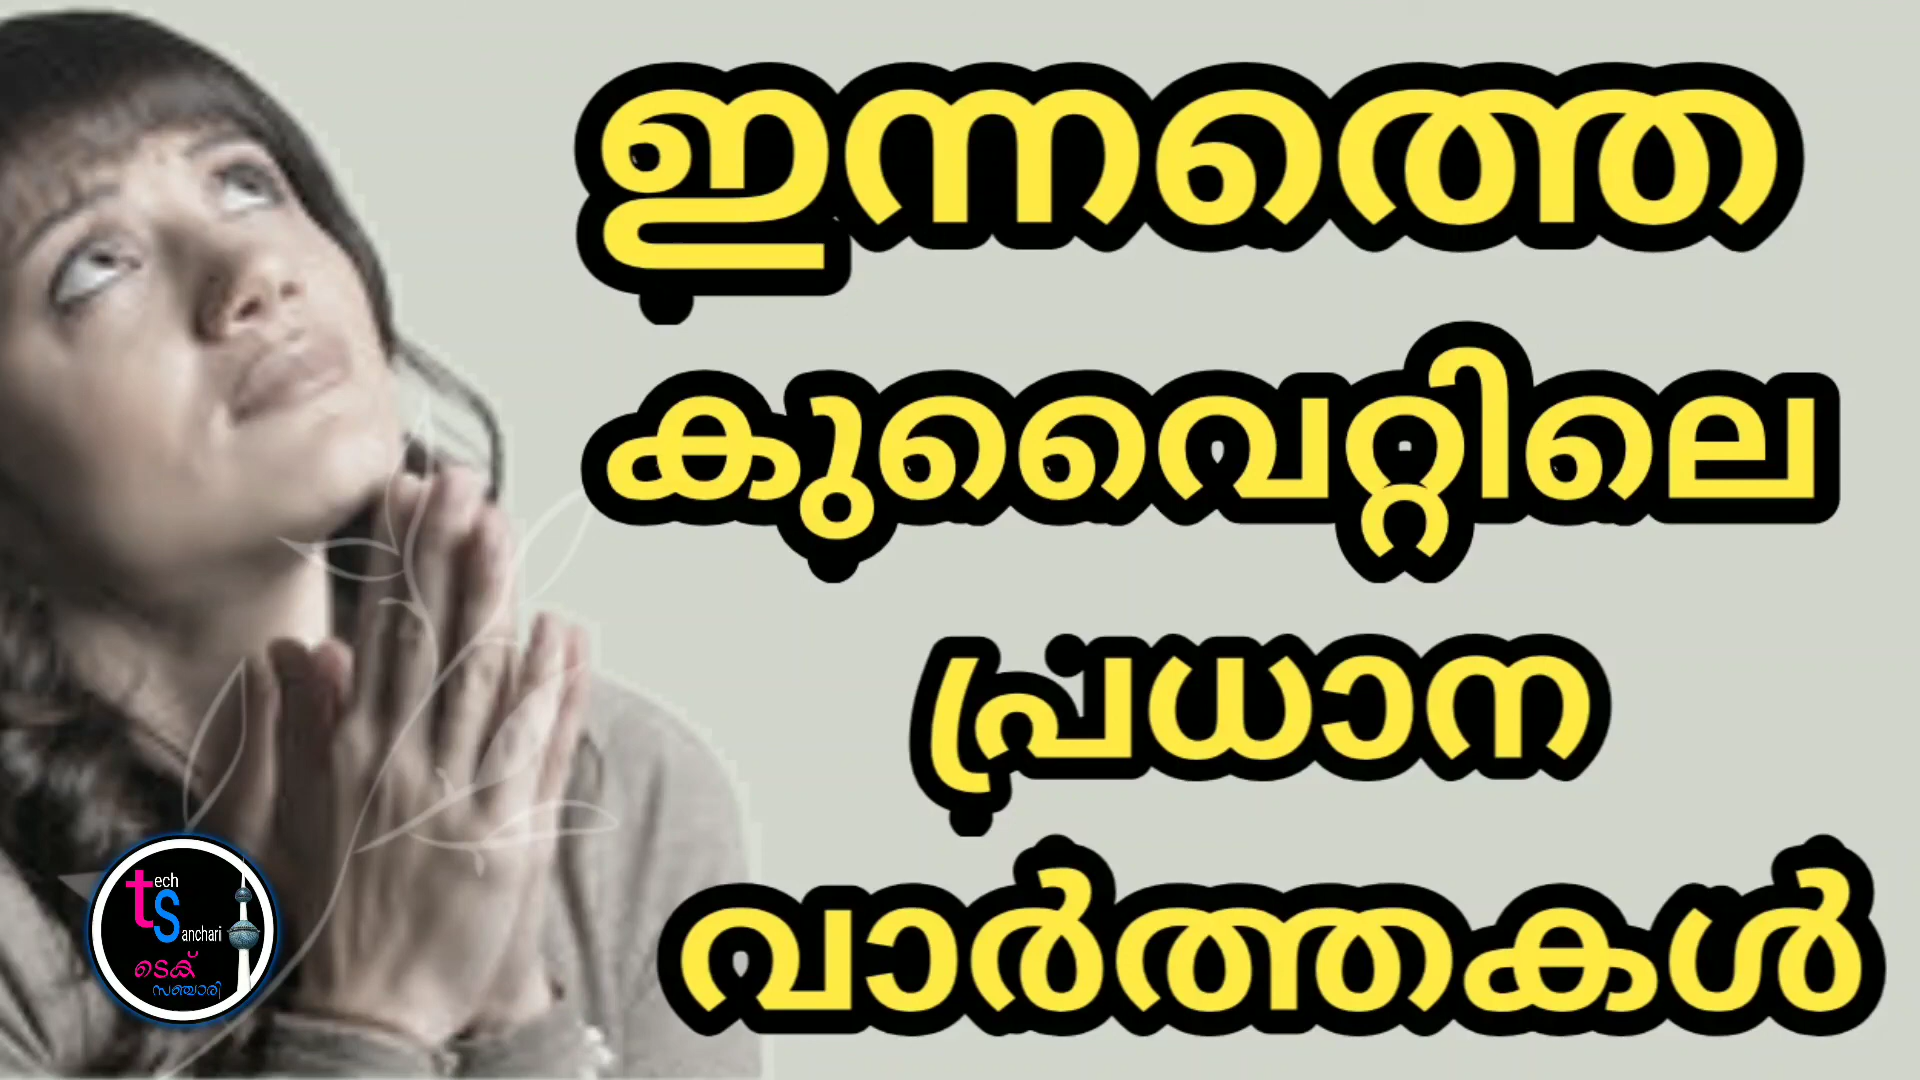 ഇന്നത്തെ
കുവൈറ്റിലെ
പ്രധാന
വാർത്തകൾ
tech
Sanchari
ടെക്
സഞ്ചാരി